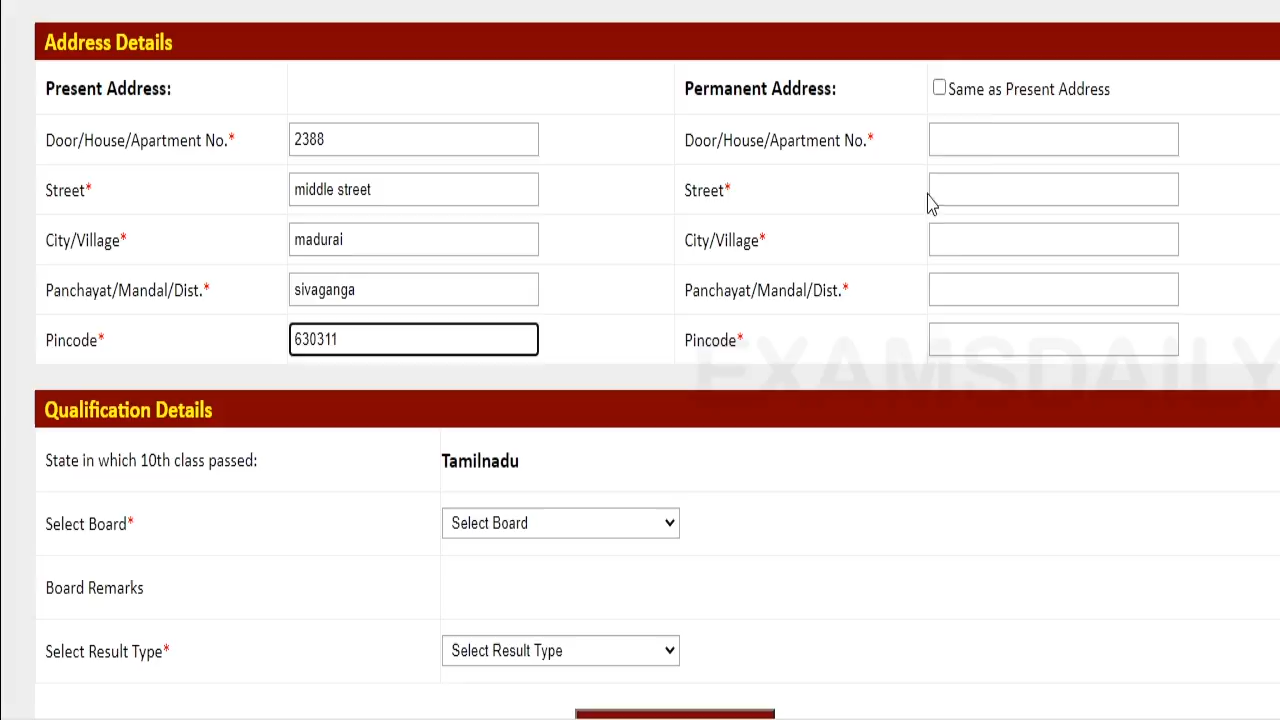 Address Details
Present Address: Permanent Address: Same as Present Address
Door/House/Apartment No.* 2388 Door/House/Apartment No.*
Street* middle street Street*
City/Village* madurai City/Village*
Panchayat/Mandal/Dist.* sivaganga Panchayat/Mandal/Dist.*
Pincode* 630311 Pincode*
EXAMSDAILY
Qualification Details
State in which 10th class passed: Tamilnadu
Select Board* Select Board
Board Remarks
Select Result Type* Select Result Type